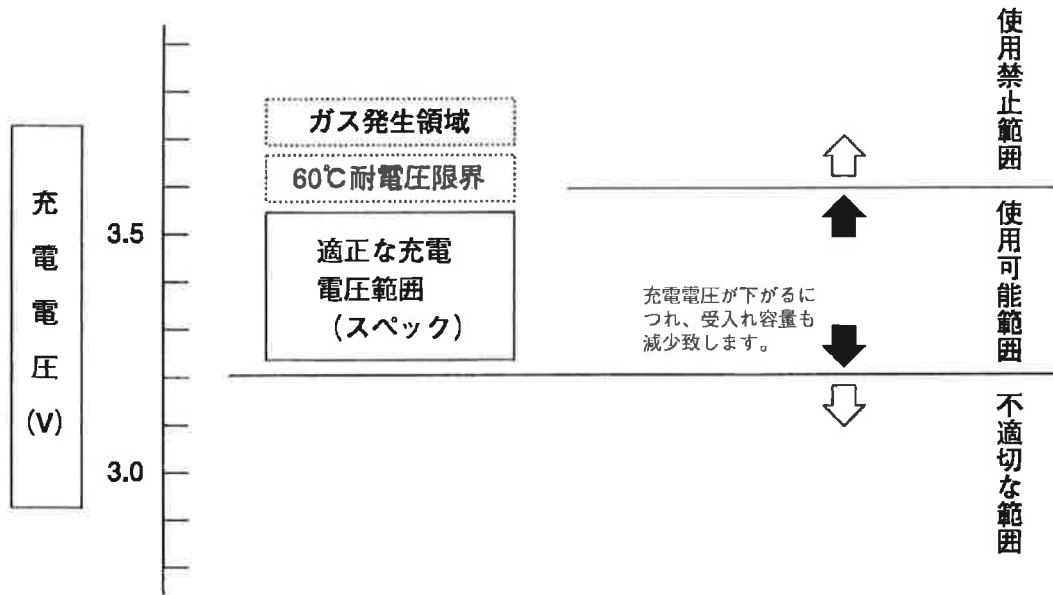 充電電圧(V)
3.5
3.0
ガス発生領域
60℃耐電圧限界
適正な充電
電圧範囲
(スペック)
充電電圧が下がるに
つれ、受入れ容量も
減少致します。
使用禁止範囲
使用可能範囲
不適切な範囲